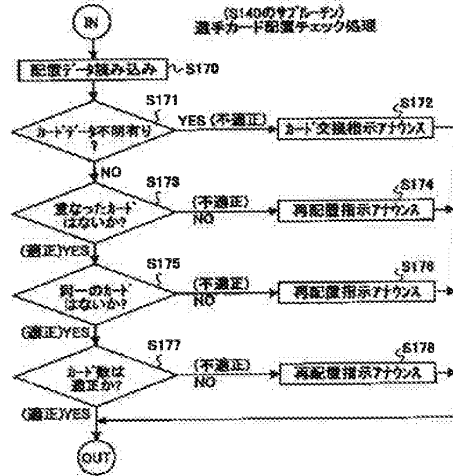 IN
(S140のサブルーチン)
選手カード配置チェック処理
配置データ読み込み
S170
S171
カードデータ不明有り
?
YES (不適正)
S172
カード交換指示アナウンス
NO
S173
重なったカード
はないか?
(不適正)
NO
S174
再配置指示アナウンス
(適正)YES
S175
同一のカード
はないか?
(不適正)
NO
S176
再配置指示アナウンス
(適正)YES
S177
カード数は
適正か?
(不適正)
NO
S178
再配置指示アナウンス
(適正)YES
OUT